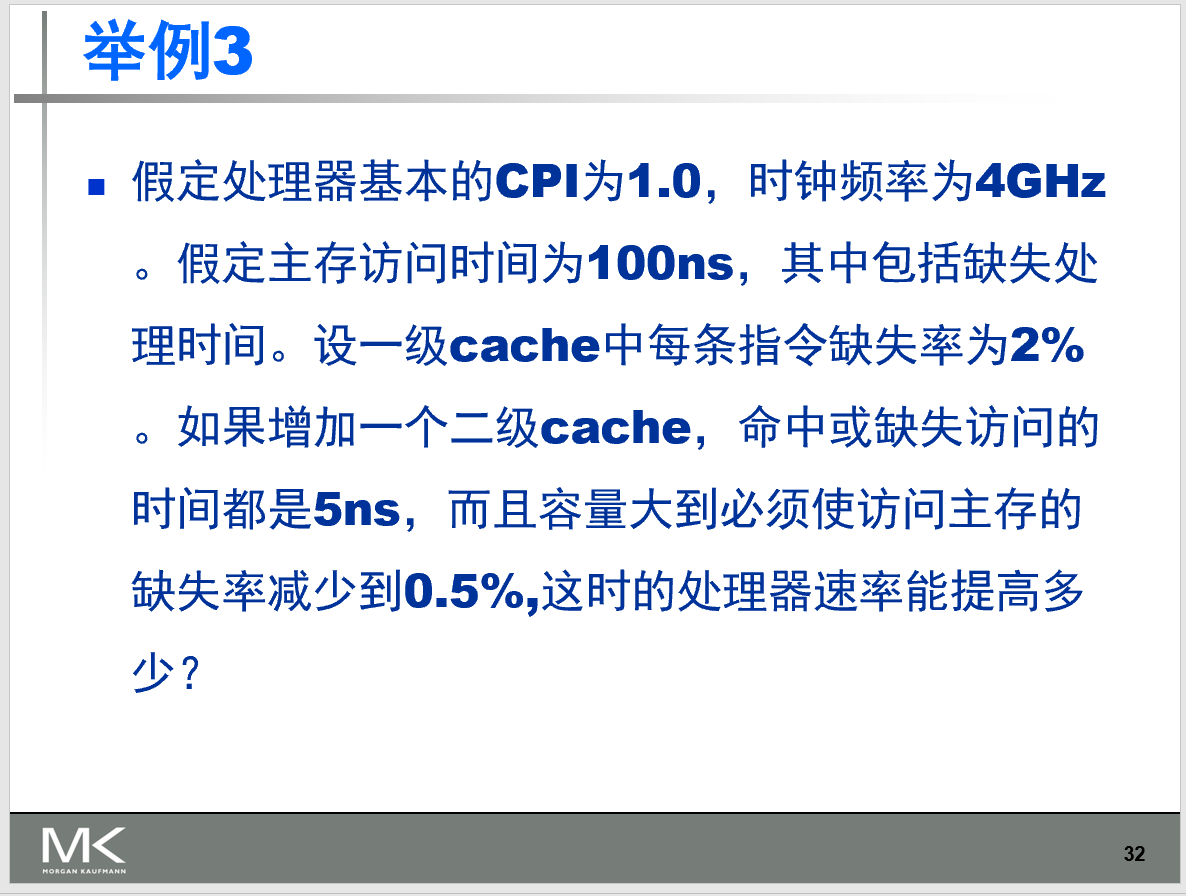 举例3
假定处理器基本的CPI为1.0，时钟频率为4GHz
。假定主存访问时间为100ns，其中包括缺失处
理时间。设一级cache中每条指令缺失率为2%
。如果增加一个二级cache，命中或缺失访问的
时间都是5ns，而且容量大到必须使访问主存的
缺失率减少到0.5%,这时的处理器速率能提高多
少？
MK
MORGAN KAUFMANN
32